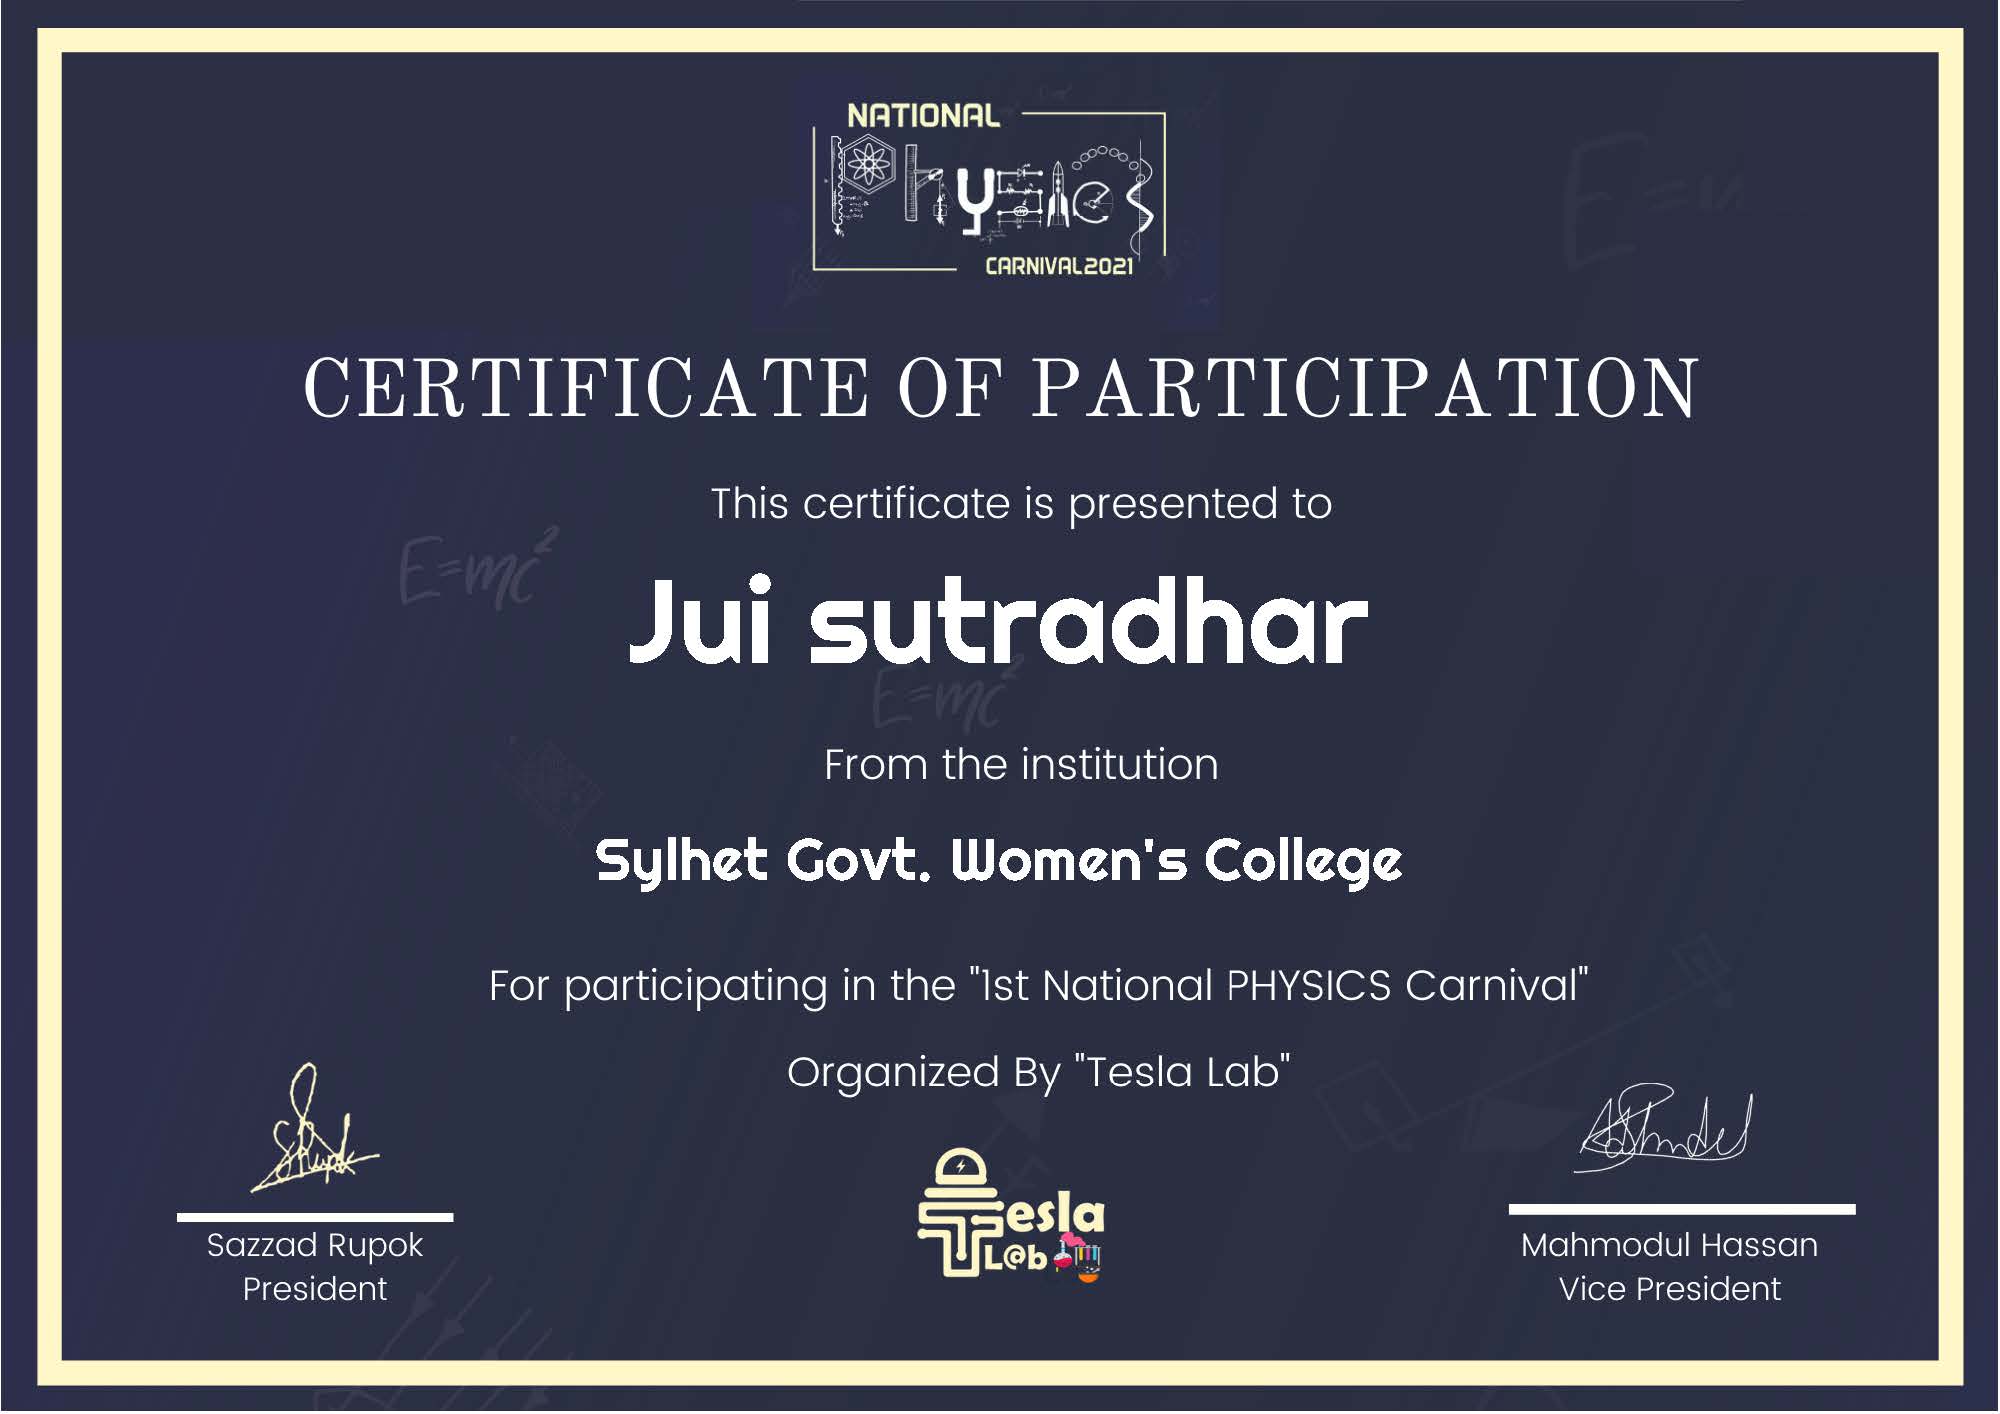 NATIONAL
Physics
CARNIVAL2021
CERTIFICATE OF PARTICIPATION
This certificate is presented to
Jui sutradhar
E=mc²
E=mc²
From the institution
Sylhet Govt. Women's College
For participating in the "1st National PHYSICS Carnival"
Organized By "Tesla Lab"
Tesla
L@b
Sazzad Rupok
President
Mahmodul Hassan
Vice President